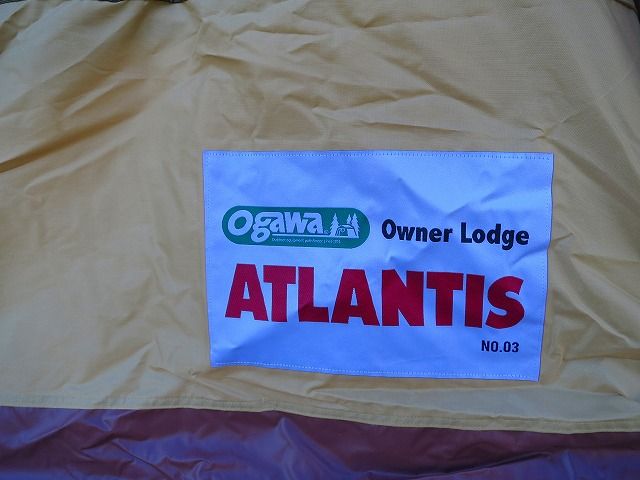 ogawa
Owner Lodge
ATLANTIS
NO.03